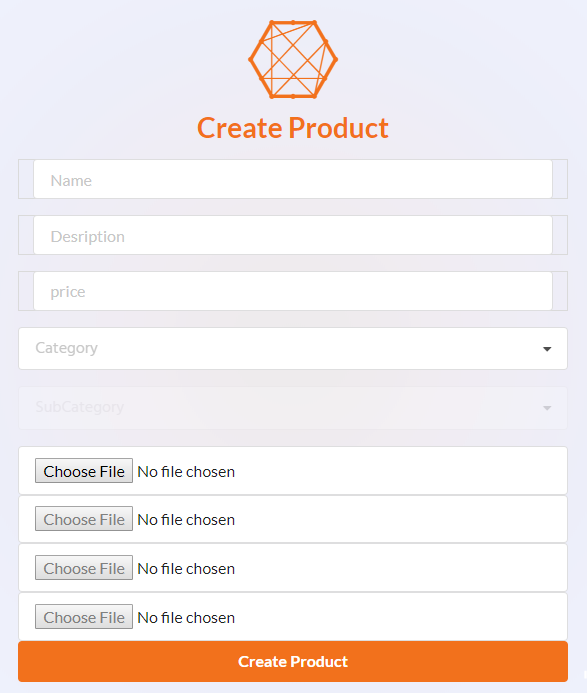 Create Product
Name
Desription
price
Category
SubCategory
Choose File No file chosen
Choose File No file chosen
Choose File No file chosen
Choose File No file chosen
Create Product